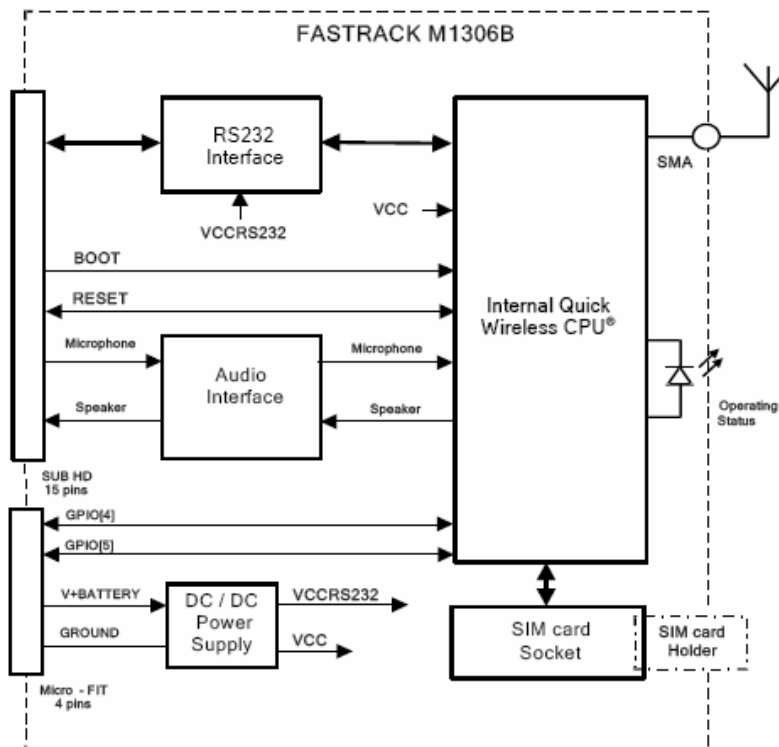 FASTRACK M1306B
RS232
Interface
SMA
VCC
VCCRS232
BOOT
RESET
Internal Quick
Wireless CPU®
Microphone
Microphone
Audio
Interface
Speaker
Speaker
Operating
Status
SUB HD
15 pins
GPIO[4]
GPIO[5]
V+BATTERY
DC / DC
Power
Supply
VCCRS232
GROUND
VCC
SIM card
Socket
SIM card
Holder
Micro - FIT
4 pins